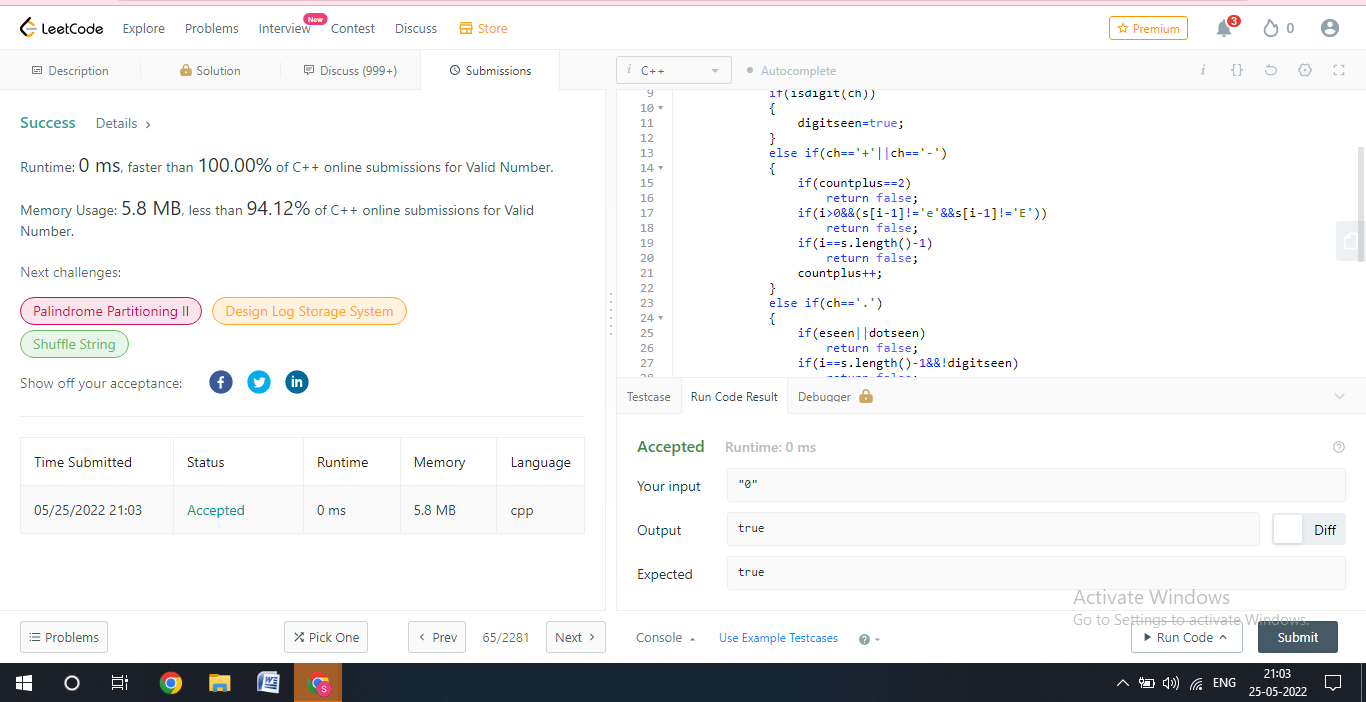 LeetCode Explore Problems Interview New Contest Discuss Store Premium 3 0
Description Solution Discuss (999+) Submissions
Success Details >
Runtime: 0 ms, faster than 100.00% of C++ online submissions for Valid Number.
Memory Usage: 5.8 MB, less than 94.12% of C++ online submissions for Valid
Number.
Next challenges:
Palindrome Partitioning II Design Log Storage System
Shuffle String
Show off your acceptance:
Time Submitted Status Runtime Memory Language
05/25/2022 21:03 Accepted 0 ms 5.8 MB cpp
Problems Pick One < Prev 65/2281 Next >
i C++ Autocomplete i {}
9 if(isdigit(ch))
10 {
11 digitseen=true;
12 }
13 else if(ch=='+'||ch=='-')
14 {
15 if(countplus==2)
16 return false;
17 if(i>0&&(s[i-1]!='e'&&s[i-1]!='E'))
18 return false;
19 if(i==s.length()-1)
20 return false;
21 countplus++;
22 }
23 else if(ch=='.')
24 {
25 if(eseen||dotseen)
26 return false;
27 if(i==s.length()-1&&!digitseen)
28 return false;
Testcase Run Code Result Debugger
Accepted Runtime: 0 ms
Your input "0"
Output true Diff
Expected true
Activate Windows
Go to Settings to activate Windows.
Console Use Example Testcases Run Code Submit
ENG 21:03
25-05-2022